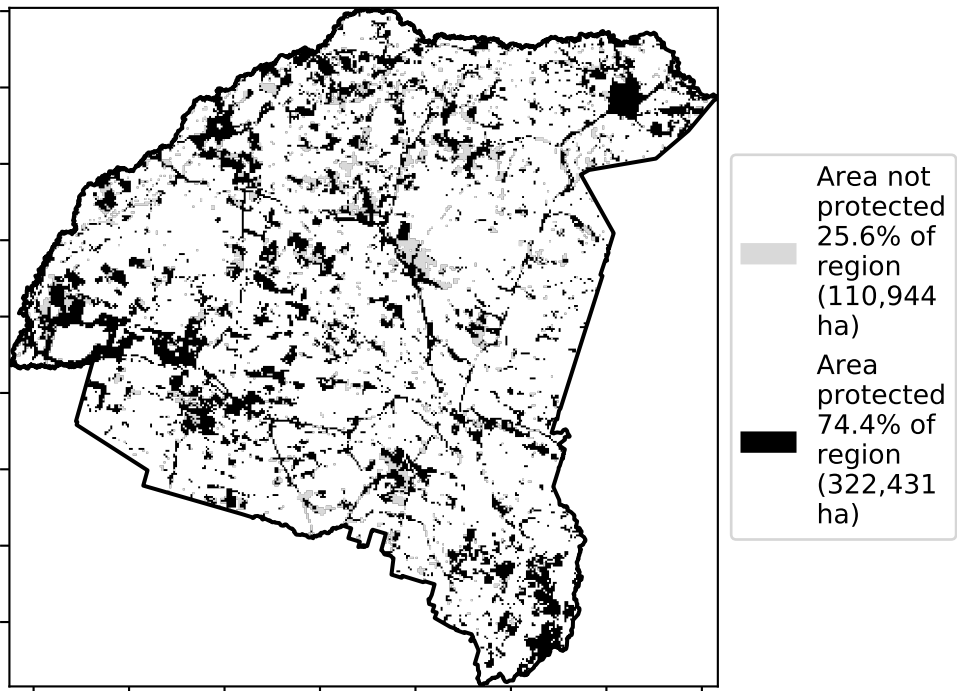 Area not
protected
25.6% of
region
(110,944
ha)
Area
protected
74.4% of
region
(322,431
ha)